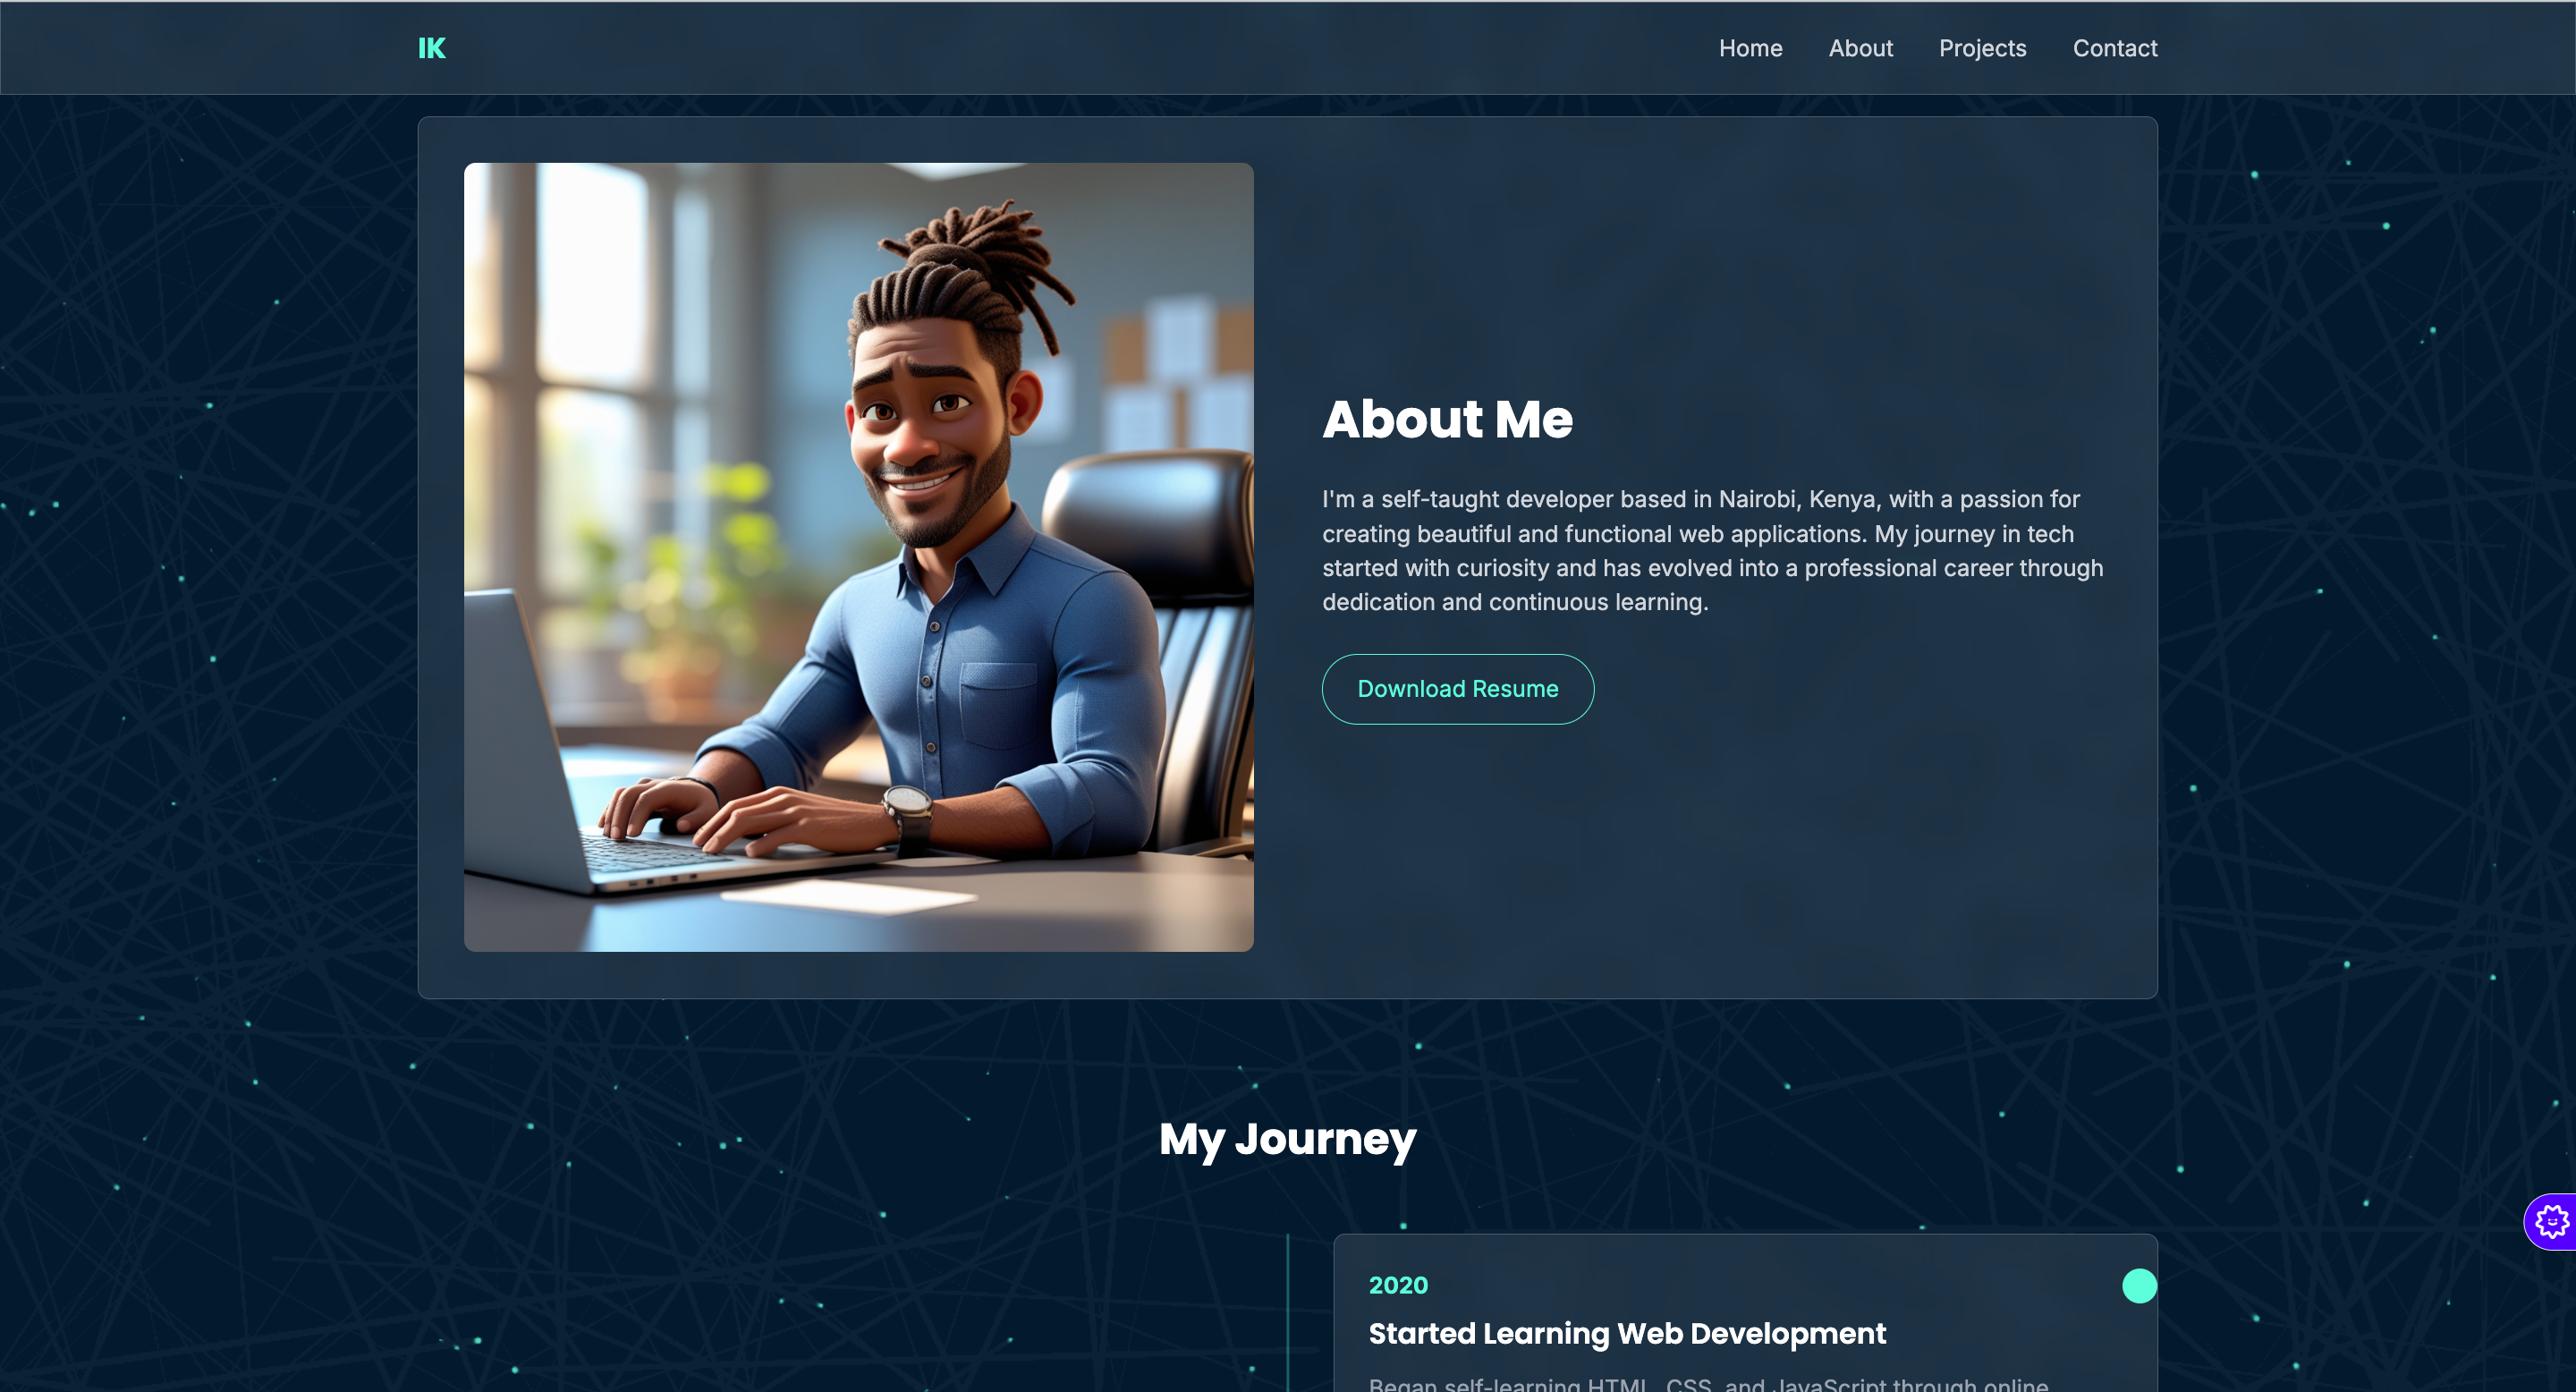 IK
Home About Projects Contact
About Me
I'm a self-taught developer based in Nairobi, Kenya, with a passion for
creating beautiful and functional web applications. My journey in tech
started with curiosity and has evolved into a professional career through
dedication and continuous learning.
Download Resume
My Journey
2020
Started Learning Web Development
Began self-learning HTML, CSS, and JavaScript through online